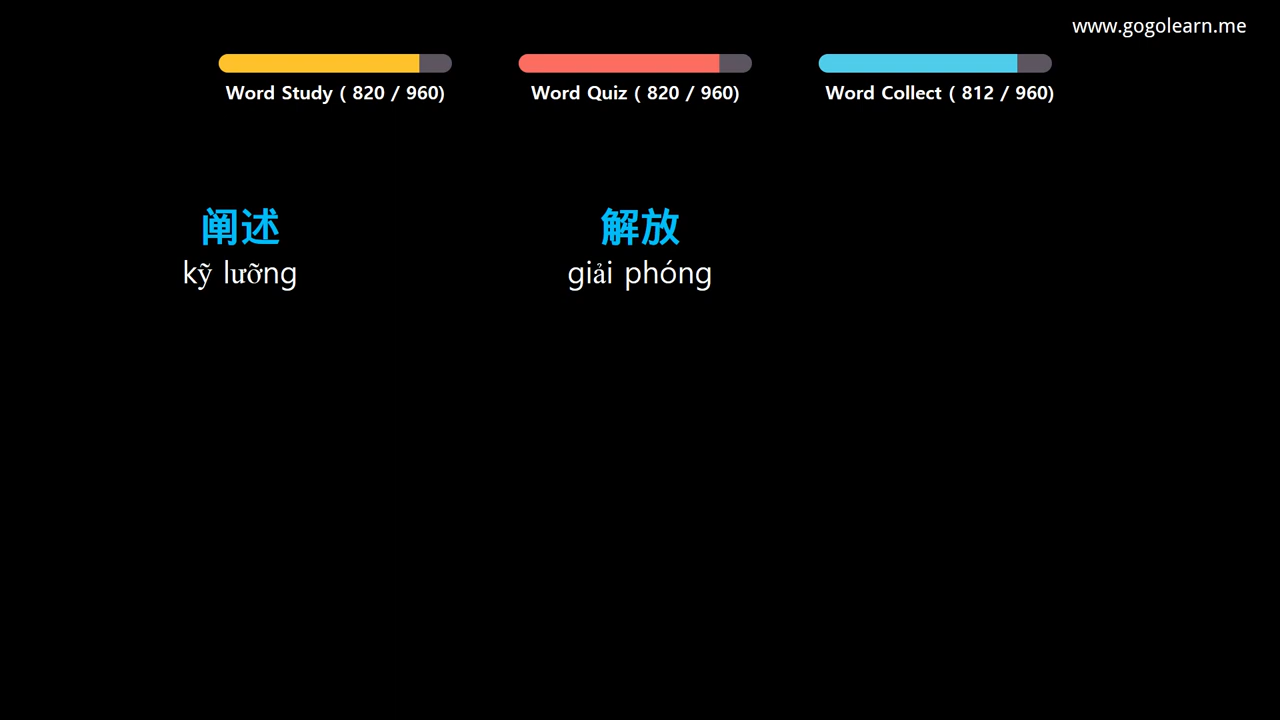 www.gogolearn.me
Word Study ( 820 / 960)
Word Quiz ( 820 / 960)
Word Collect ( 812 / 960)
阐述
解放
kỹ lưỡng
giải phóng